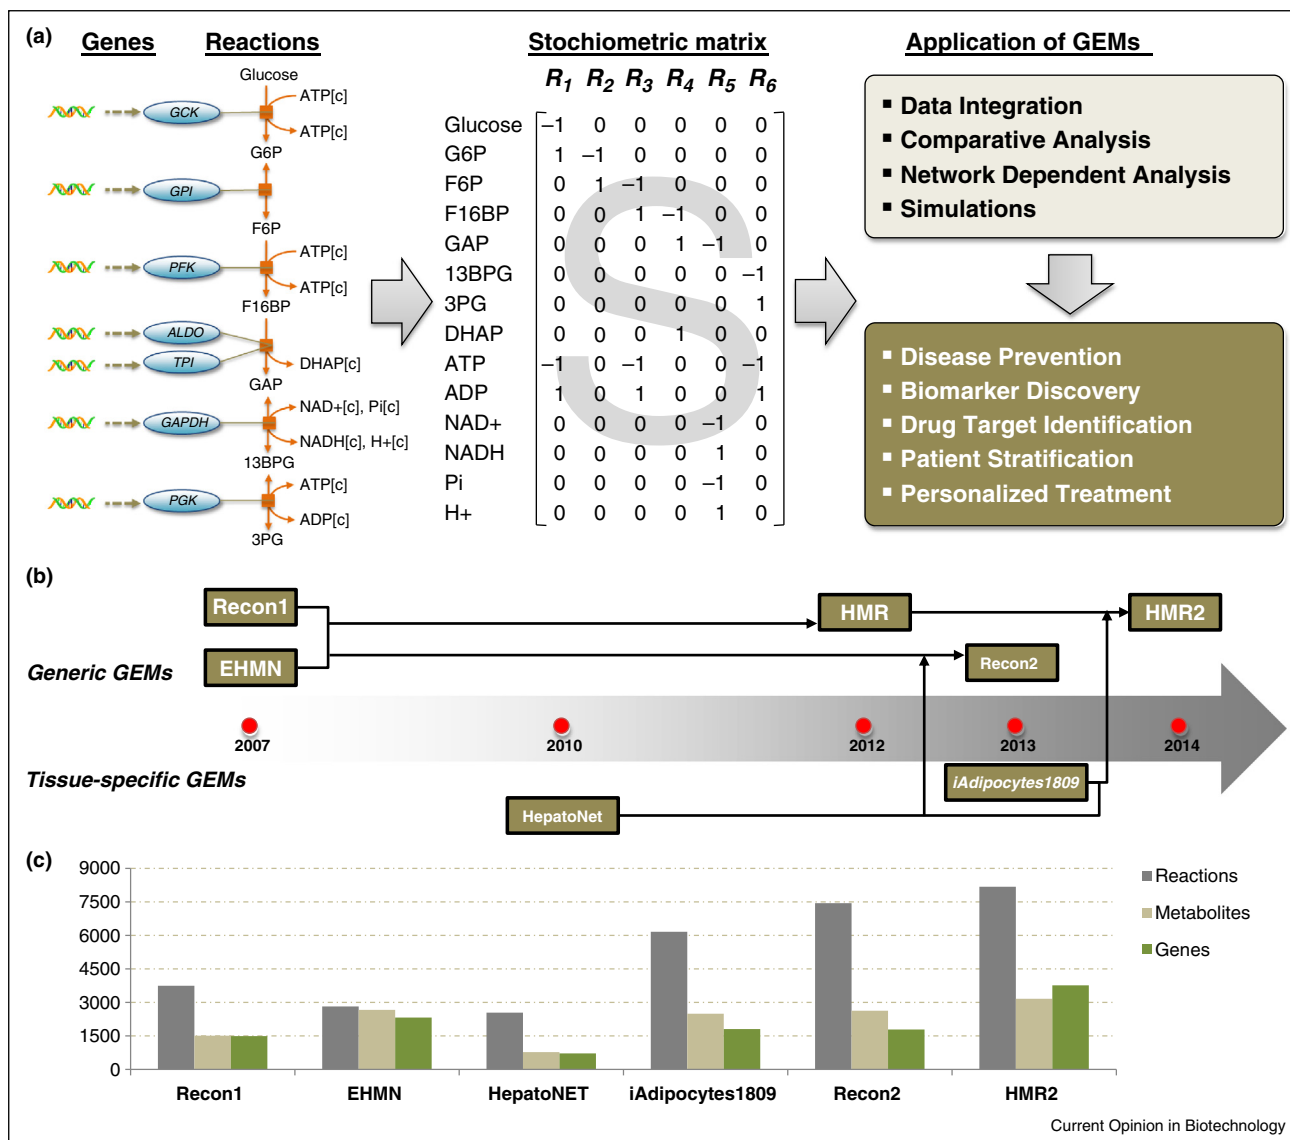 (a)
Genes
Reactions
Glucose
ATP[c]
GCK
ATP[c]
G6P
GPI
F6P
ATP[c]
PFK
ATP[c]
F16BP
ALDO
TPI
DHAP[c]
GAP
NAD+[c], Pi[c]
GAPDH
NADH[c], H+[c]
13BPG
ATP[c]
PGK
ADP[c]
3PG
Stochiometric matrix
R1 R2 R3 R4 R5 R6
Glucose –1 0 0 0 0 0
G6P 1 –1 0 0 0 0
F6P 0 1 –1 0 0 0
F16BP 0 0 1 –1 0 0
GAP 0 0 0 1 –1 0
13BPG 0 0 0 0 0 –1
3PG 0 0 0 0 0 1
DHAP 0 0 0 1 0 0
ATP –1 0 –1 0 0 –1
ADP 1 0 1 0 0 1
NAD+ 0 0 0 0 –1 0
NADH 0 0 0 0 1 0
Pi 0 0 0 0 –1 0
H+ 0 0 0 0 1 0
S
Application of GEMs
▪ Data Integration
▪ Comparative Analysis
▪ Network Dependent Analysis
▪ Simulations
▪ Disease Prevention
▪ Biomarker Discovery
▪ Drug Target Identification
▪ Patient Stratification
▪ Personalized Treatment
(b)
Recon1
HMR
HMR2
EHMN
Recon2
Generic GEMs
2007
2010
2012
2013
2014
Tissue-specific GEMs
iAdipocytes1809
HepatoNet
(c)
9000
7500
6000
4500
3000
1500
0
Recon1
EHMN
HepatoNET
iAdipocytes1809
Recon2
HMR2
Reactions
Metabolites
Genes
Current Opinion in Biotechnology